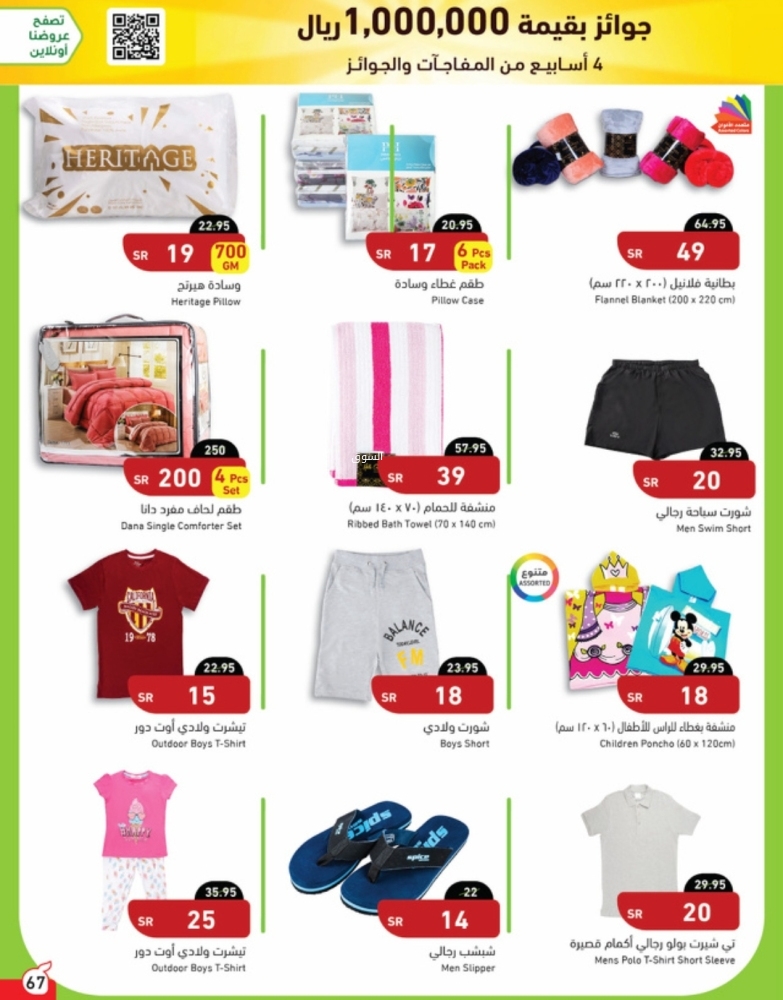 تصفح
عروضنا
أونلاين
جوائز بقيمة 1,000,000 ريال
4 أسابيع من المفاجآت والجوائز
HERITAGE
22.95
SR 19
700 GM
وسادة هيرتج
Heritage Pillow
20.95
SR 17
6 Pcs Pack
طقم غطاء وسادة
Pillow Case
64.95
SR 49
بطانية فلانيل (٢٠٠ x ٢٢٠ سم)
Flannel Blanket (200 x 220 cm)
250
SR 200
4 Pcs Set
طقم لحاف مفرد دانا
Dana Single Comforter Set
السوق
57.95
SR 39
منشفة للحمام (٧٠ x ١٤٠ سم)
Ribbed Bath Towel (70 x 140 cm)
32.95
SR 20
شورت سباحة رجالي
Men Swim Short
CALIFORNIA
19 78
22.95
SR 15
تيشرت ولادي أوت دور
Outdoor Boys T-Shirt
BALANCE
23.95
SR 18
شورت ولادي
Boys Short
متنوع
ASSORTED
29.95
SR 18
منشفة بغطاء للراس للأطفال (٦٠ x ١٢٠ سم)
Children Poncho (60 x 120cm)
35.95
SR 25
تيشرت ولادي أوت دور
Outdoor Boys T-Shirt
spice
22
SR 14
شبشب رجالي
Men Slipper
29.95
SR 20
تي شيرت بولو رجالي أكمام قصيرة
Mens Polo T-Shirt Short Sleeve
67